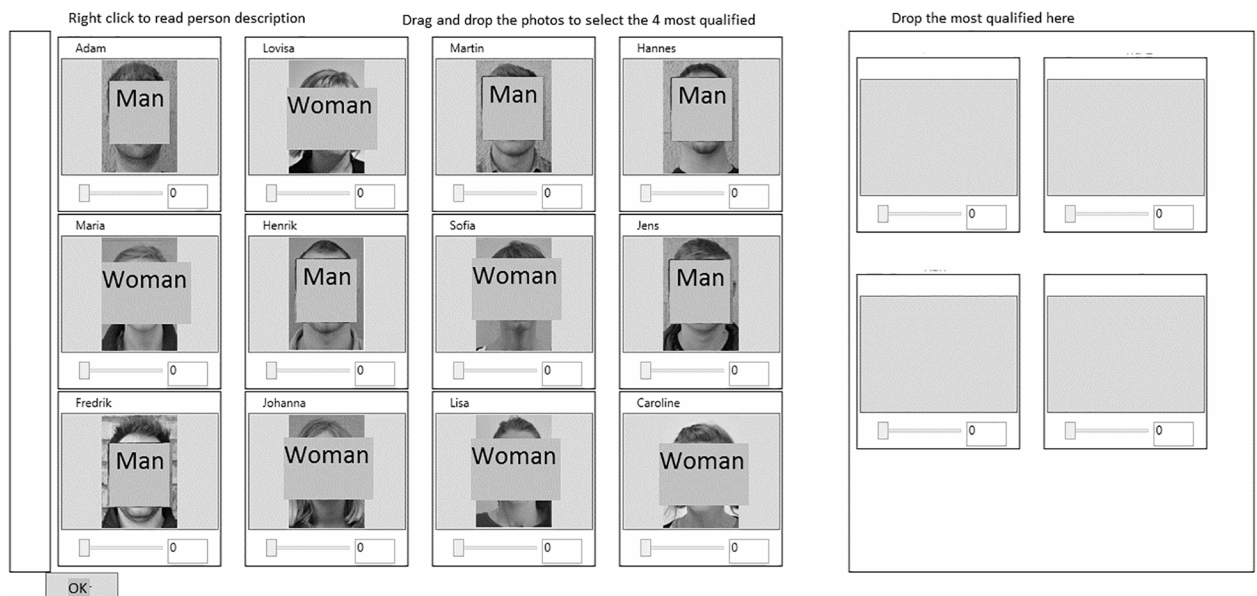 Right click to read person description
Drag and drop the photos to select the 4 most qualified
Drop the most qualified here
Adam
Lovisa
Martin
Hannes
Man
Woman
Man
Man
0
0
0
0
0
0
Maria
Henrik
Sofia
Jens
Woman
Man
Woman
Man
0
0
0
0
Fredrik
Johanna
Lisa
Caroline
Man
Woman
Woman
Woman
0
0
0
0
0
0
OK